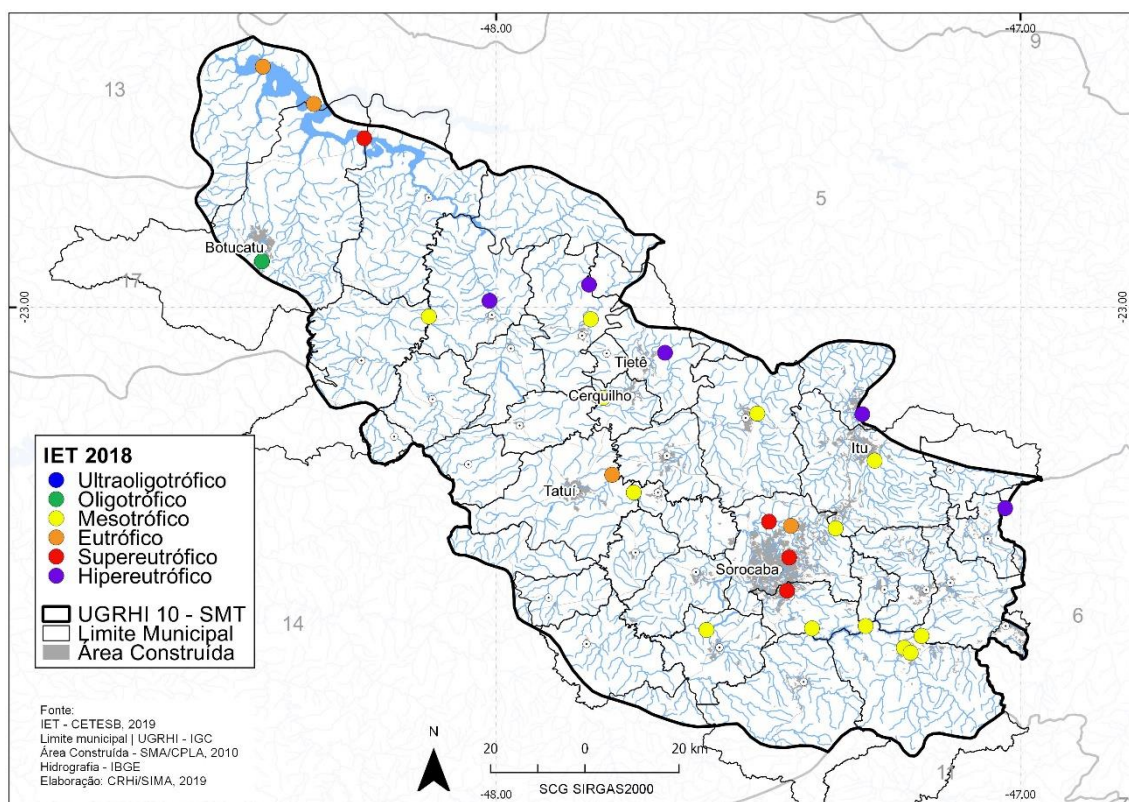 -48.00
-47.00
9
13
5
Botucatu
17
-23.00
-23.00
Tietê
Cerquilho
Itu
Tatuí
Sorocaba
14
6
11
IET 2018
Ultraoligotrófico
Oligotrófico
Mesotrófico
Eutrófico
Supereutrófico
Hipereutrófico
UGRHI 10 - SMT
Limite Municipal
Área Construída
Fonte:
IET - CETESB, 2019
Limite municipal | UGRHI - IGC
Área Construída - SMA/CPLA, 2010
Hidrografia - IBGE
Elaboração: CRHi/SIMA, 2019
N
20 0 20 km
SCG SIRGAS2000
-48.00
-47.00